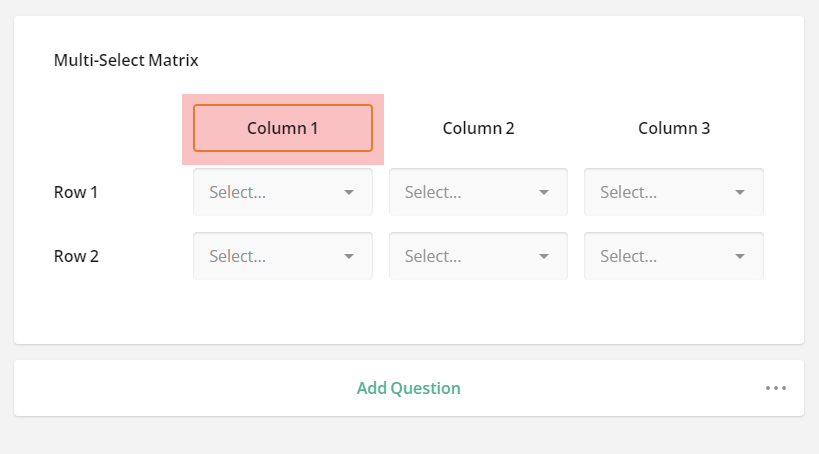 Multi-Select Matrix
Column 1 Column 2 Column 3
Row 1 Select... Select... Select...
Row 2 Select... Select... Select...
Add Question